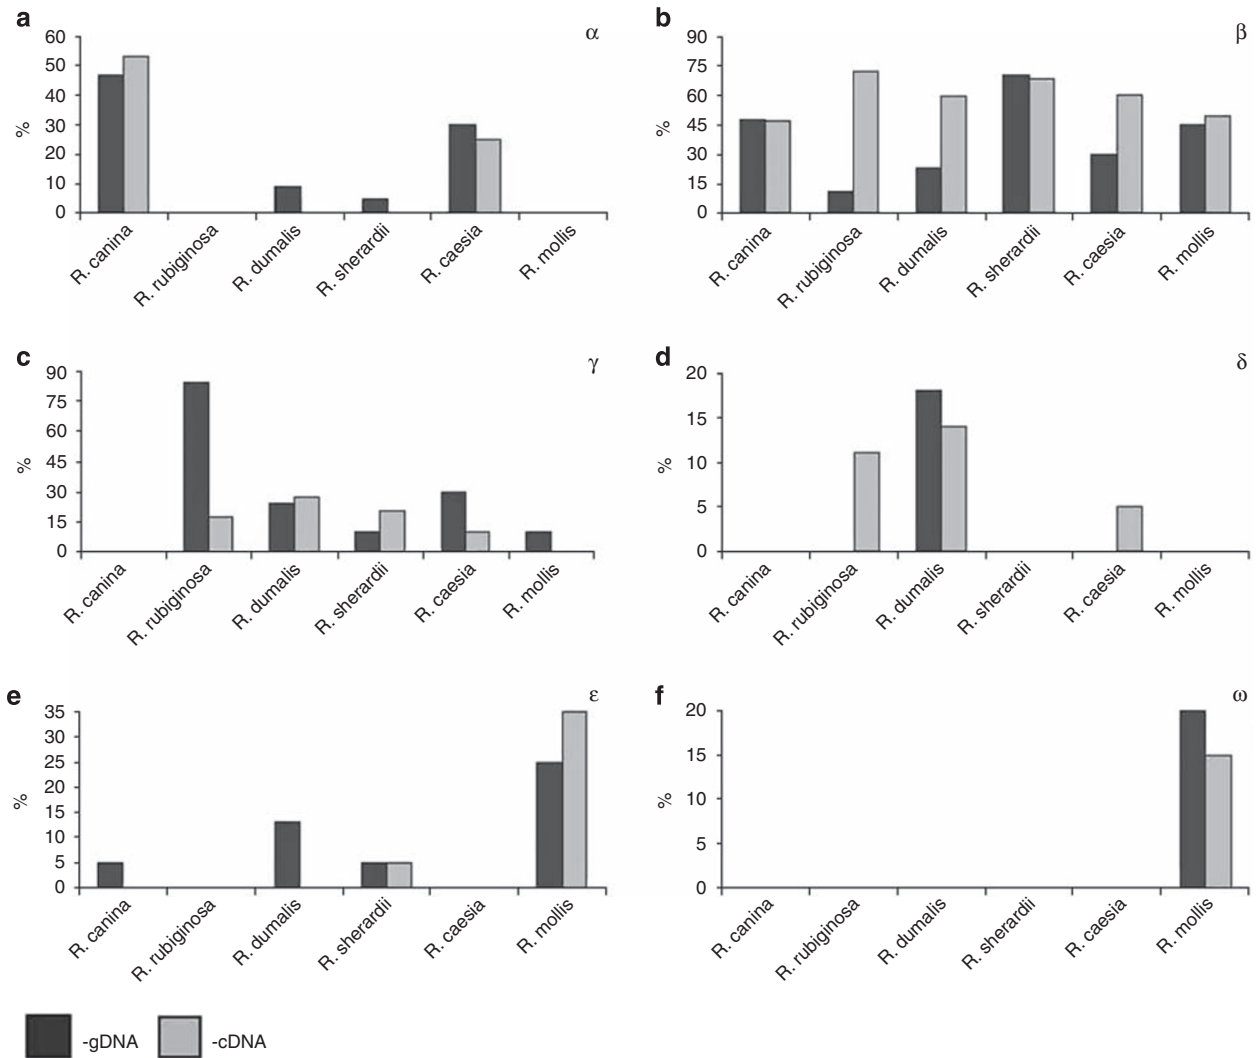 a
α
60
50
40
30
20
10
0
%
R. canina
R. rubiginosa
R. dumalis
R. sherardii
R. caesia
R. mollis
b
β
90
75
60
45
30
15
0
%
R. canina
R. rubiginosa
R. dumalis
R. sherardii
R. caesia
R. mollis
c
γ
90
75
60
45
30
15
0
%
R. canina
R. rubiginosa
R. dumalis
R. sherardii
R. caesia
R. mollis
d
δ
20
15
10
5
0
%
R. canina
R. rubiginosa
R. dumalis
R. sherardii
R. caesia
R. mollis
e
ε
35
30
25
20
15
10
5
0
%
R. canina
R. rubiginosa
R. dumalis
R. sherardii
R. caesia
R. mollis
f
ω
20
15
10
5
0
%
R. canina
R. rubiginosa
R. dumalis
R. sherardii
R. caesia
R. mollis
-gDNA
-cDNA